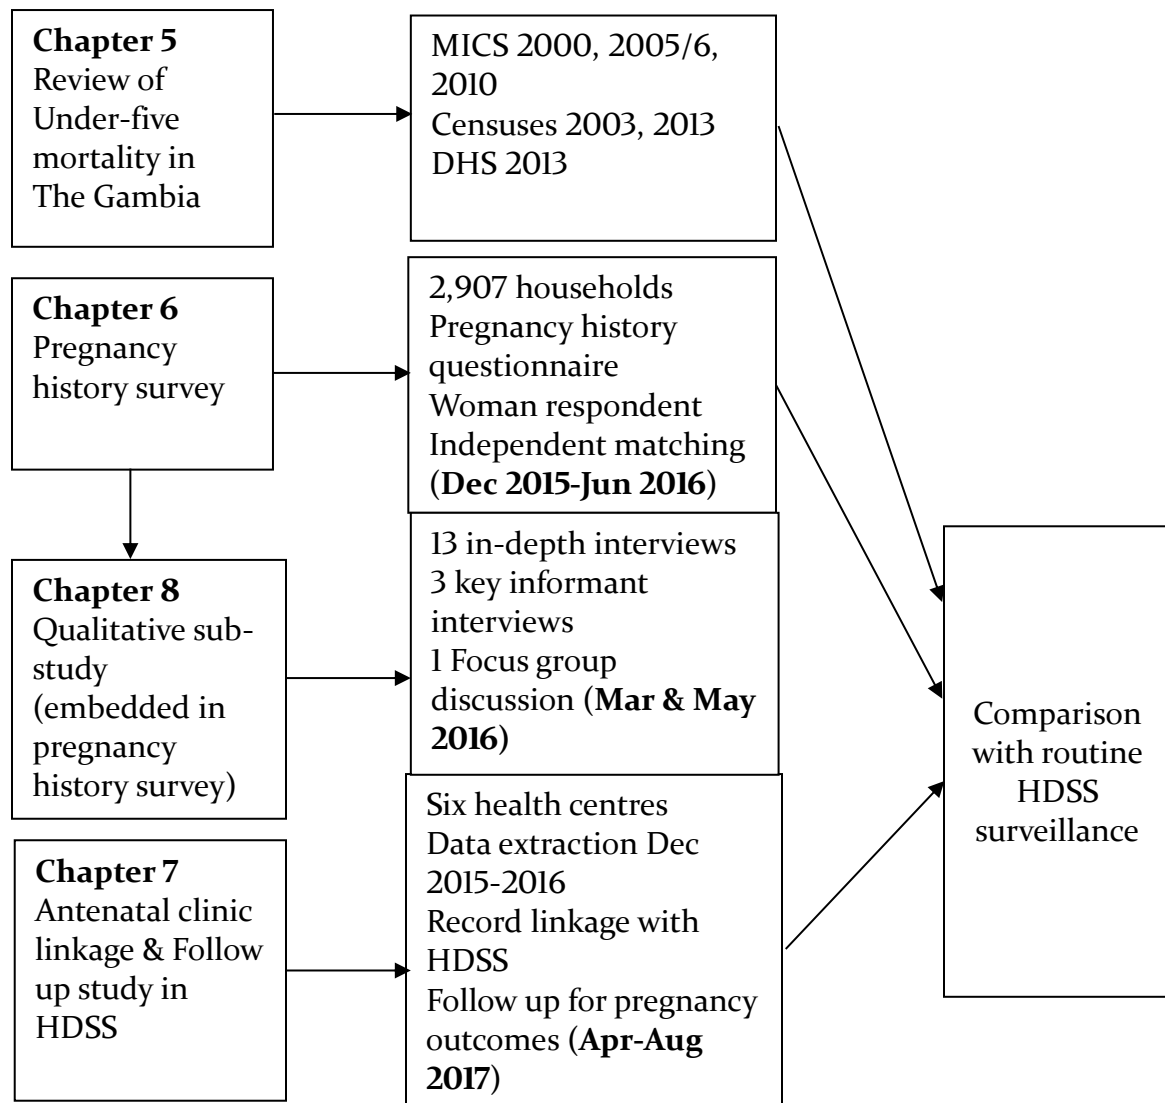 Chapter 5
Review of
Under-five
mortality in
The Gambia
MICS 2000, 2005/6,
2010
Censuses 2003, 2013
DHS 2013
Chapter 6
Pregnancy
history survey
2,907 households
Pregnancy history
questionnaire
Woman respondent
Independent matching
(Dec 2015-Jun 2016)
Chapter 8
Qualitative sub-
study
(embedded in
pregnancy
history survey)
13 in-depth interviews
3 key informant
interviews
1 Focus group
discussion (Mar & May
2016)
Chapter 7
Antenatal clinic
linkage & Follow
up study in
HDSS
Six health centres
Data extraction Dec
2015-2016
Record linkage with
HDSS
Follow up for pregnancy
outcomes (Apr-Aug
2017)
Comparison
with routine
HDSS
surveillance